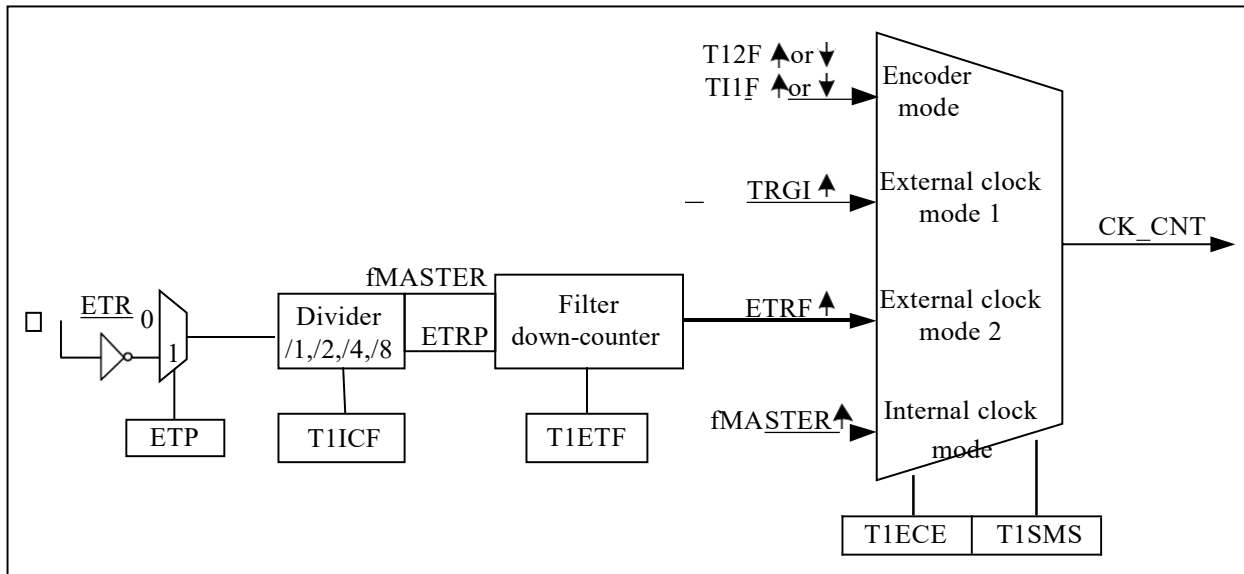 T12F or
TI1F or
Encoder
mode
TRGI
External clock
mode 1
CK_CNT
fMASTER
ETR
0
1
Divider
/1,/2,/4,/8
ETRP
Filter
down-counter
ETRF
External clock
mode 2
fMASTER
Internal clock
mode
ETP
T1ICF
T1ETF
T1ECE
T1SMS